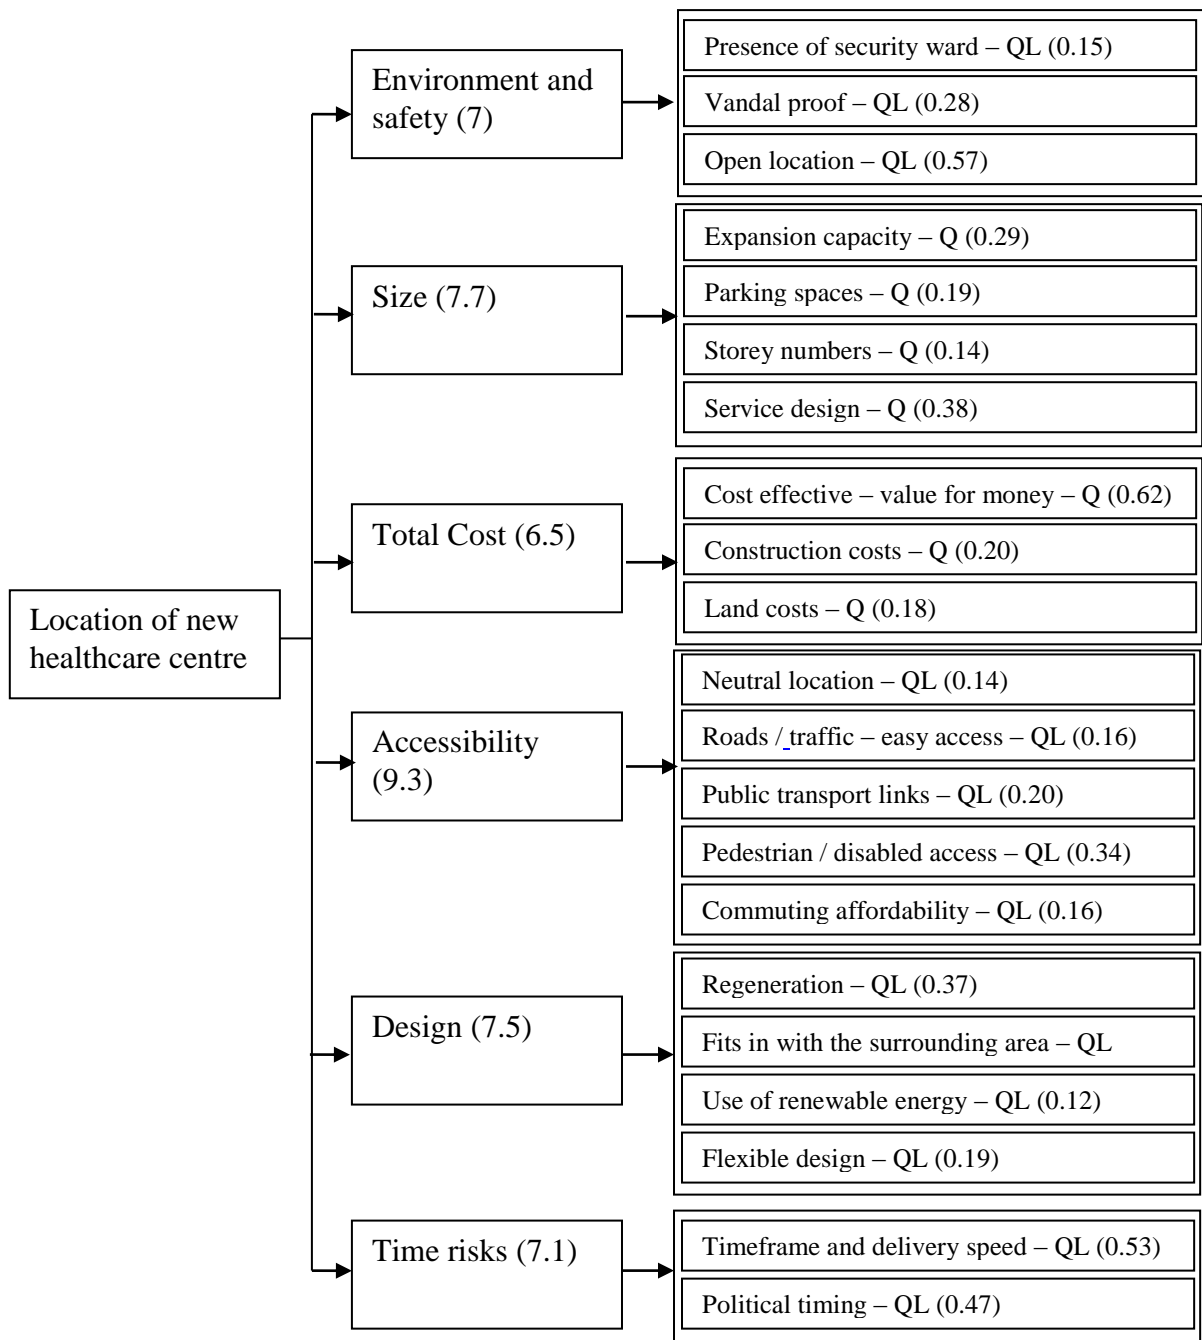 Location of new
healthcare centre
Environment and
safety (7)
Presence of security ward – QL (0.15)
Vandal proof – QL (0.28)
Open location – QL (0.57)
Size (7.7)
Expansion capacity – Q (0.29)
Parking spaces – Q (0.19)
Storey numbers – Q (0.14)
Service design – Q (0.38)
Total Cost (6.5)
Cost effective – value for money – Q (0.62)
Construction costs – Q (0.20)
Land costs – Q (0.18)
Accessibility
(9.3)
Neutral location – QL (0.14)
Roads / traffic – easy access – QL (0.16)
Public transport links – QL (0.20)
Pedestrian / disabled access – QL (0.34)
Commuting affordability – QL (0.16)
Design (7.5)
Regeneration – QL (0.37)
Fits in with the surrounding area – QL
Use of renewable energy – QL (0.12)
Flexible design – QL (0.19)
Time risks (7.1)
Timeframe and delivery speed – QL (0.53)
Political timing – QL (0.47)